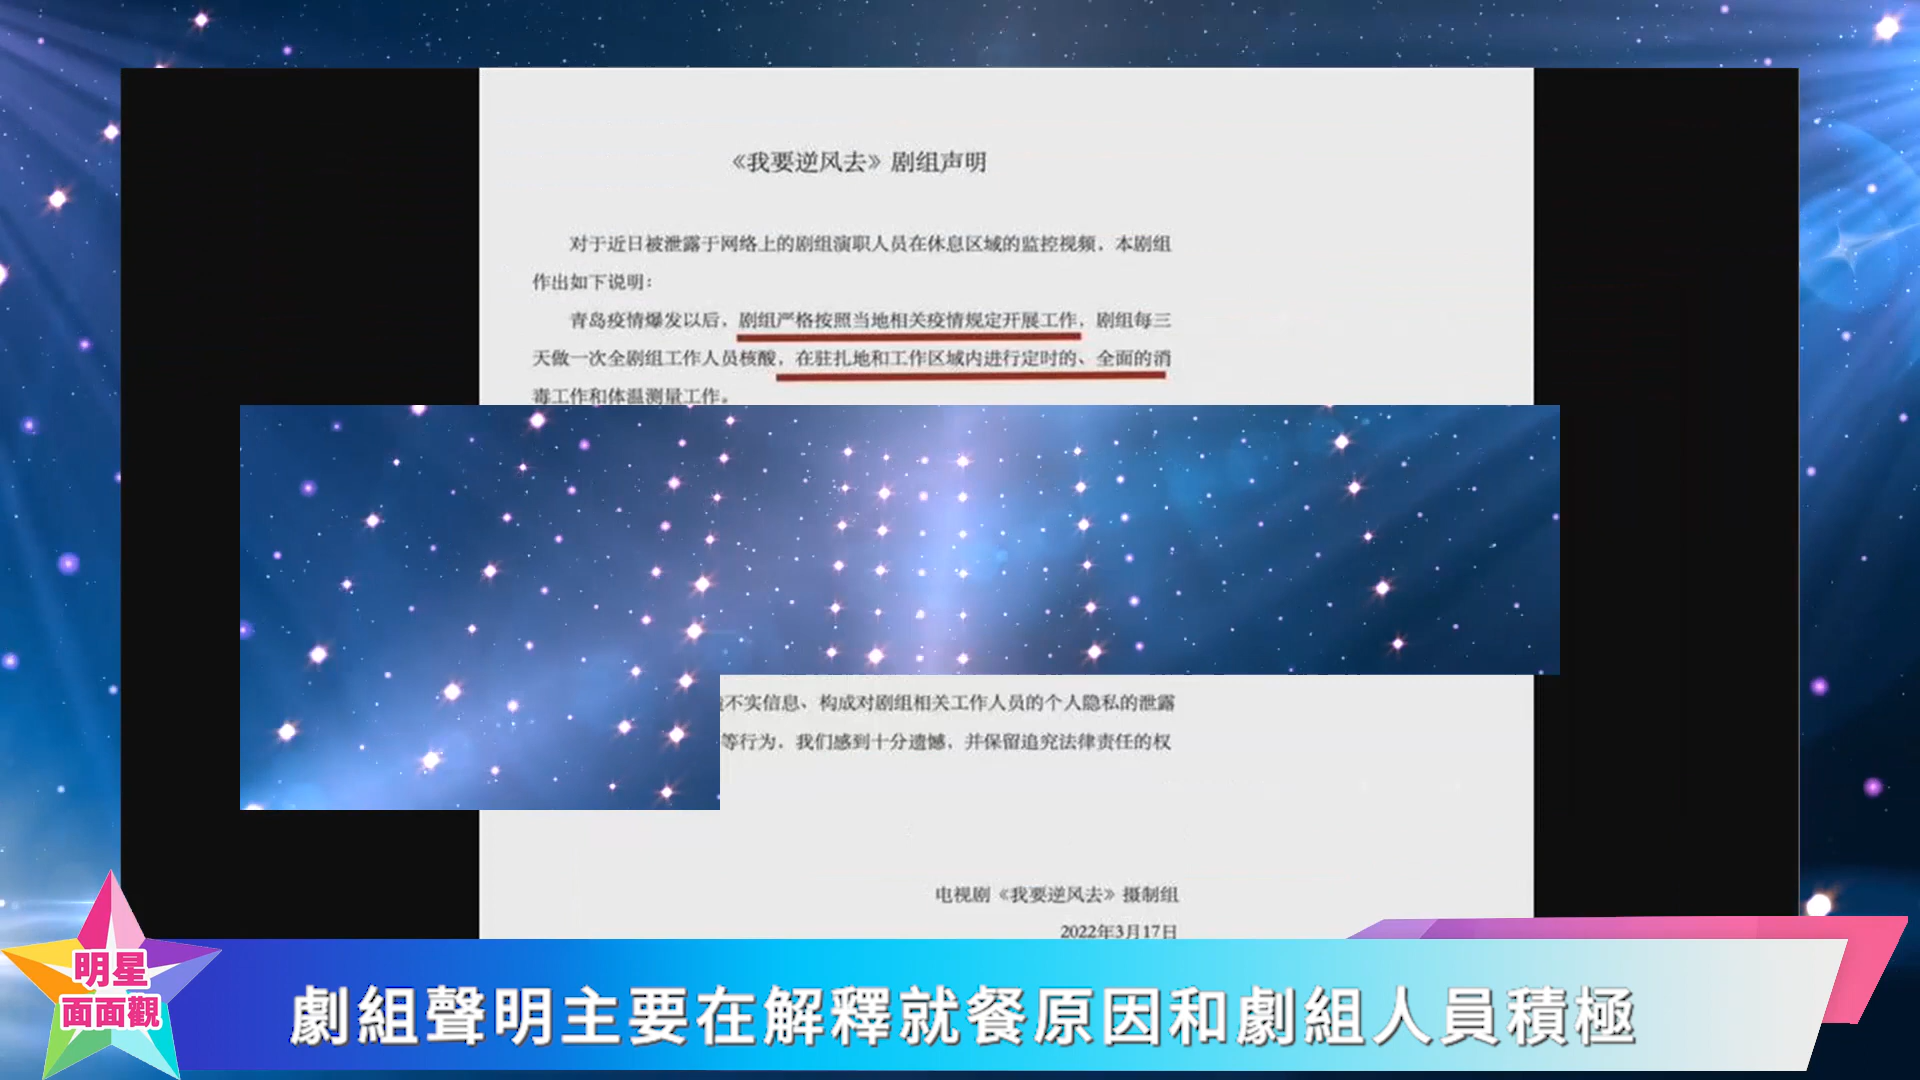 《我要逆风去》剧组声明
对于近日被泄露于网络上的剧组演职人员在休息区域的监控视频，本剧组
作出如下说明：
青岛疫情爆发以后，剧组严格按照当地相关疫情规定开展工作，剧组每三
天做一次全剧组工作人员核酸，在驻扎地和工作区域内进行定时的、全面的消
毒工作和体温测量工作。
不实信息、构成对剧组相关工作人员的个人隐私的泄露
等行为，我们感到十分遗憾，并保留追究法律责任的权
电视剧《我要逆风去》摄制组
2022年3月17日
明星
面面觀
劇組聲明主要在解釋就餐原因和劇組人員積極